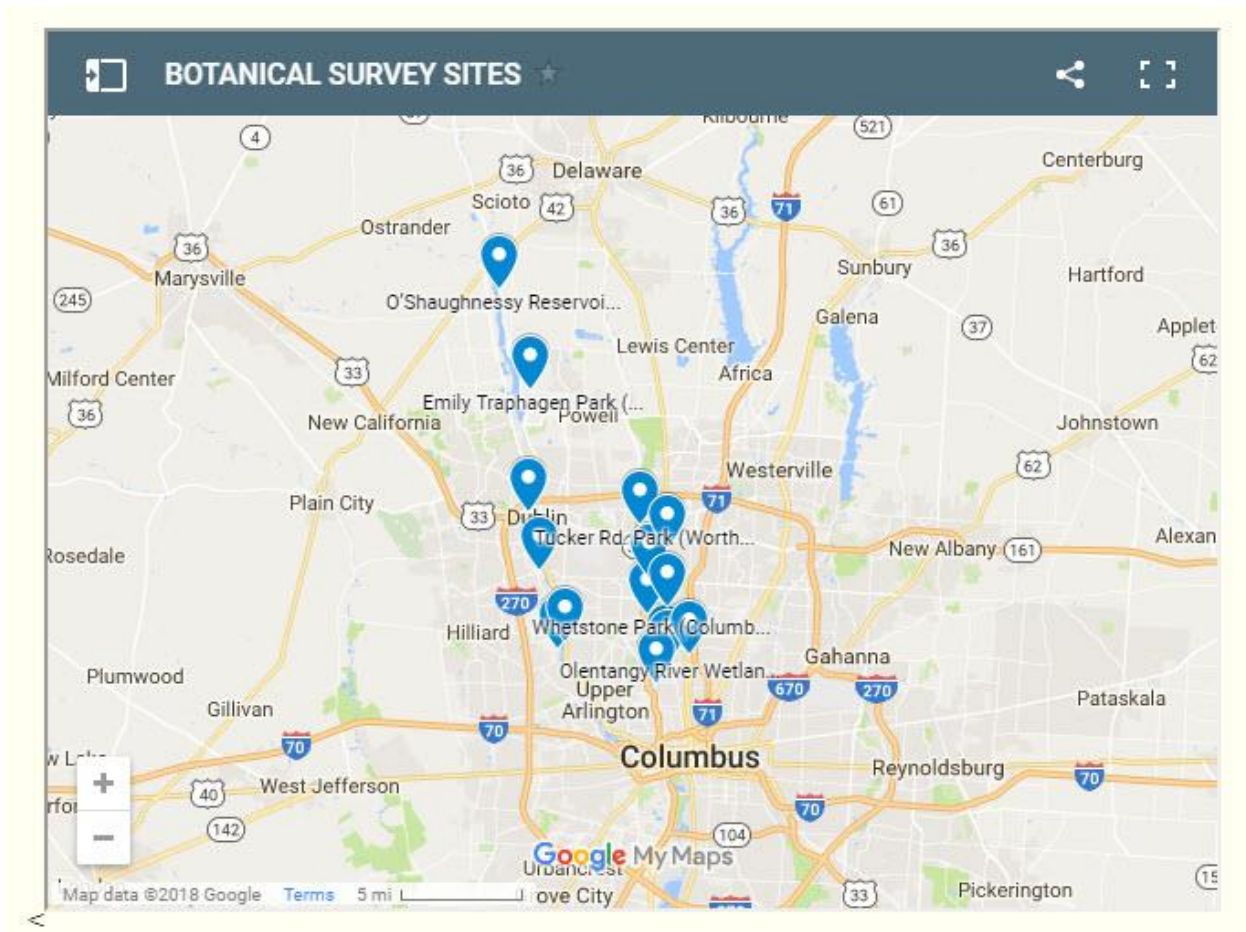 BOTANICAL SURVEY SITES
Kilbourne
521
4
Centerburg
36
Delaware
Scioto
42
36
71
61
Ostrander
36
36
Marysville
Sunbury
Hartford
245
O'Shaughnessy Reservoi...
Galena
37
Applet
Lewis Center
62
33
Africa
Milford Center
Emily Traphagen Park (...
36
Powell
New California
Johnstown
Westerville
62
71
Plain City
33
Dublin
Tucker Rd. Park (Worth...
Alexan
Rosedale
New Albany
161
270
Hilliard
Whetstone Park (Columb...
Gahanna
Olentangy River Wetlan...
Plumwood
Upper
Arlington
670
270
Pataskala
Gillivan
71
70
70
Columbus
Reynoldsburg
70
+
West Jefferson
40
70
−
142
104
Google My Maps
Urbancrest
Map data ©2018 Google
Terms
5 mi
ove City
33
Pickerington
<